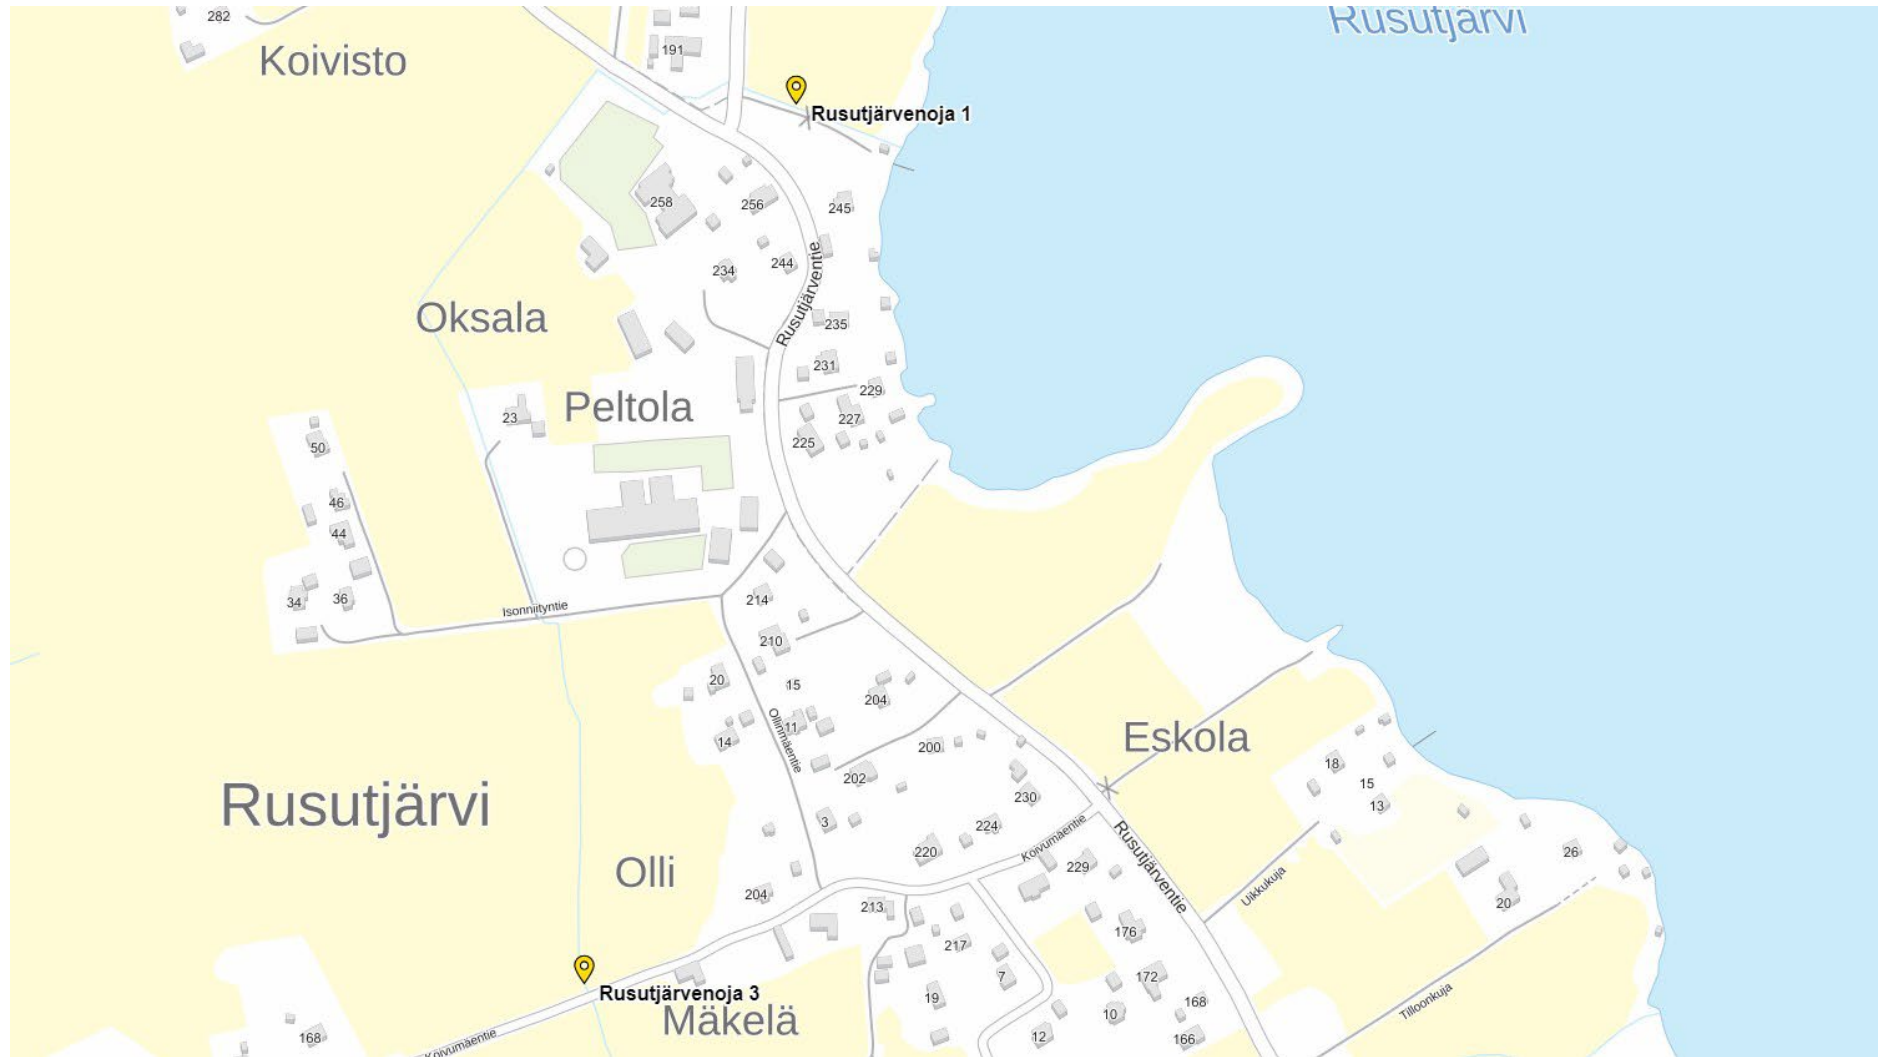 282
Rusutjärvi
Koivisto
191
Rusutjärvenoja 1
258
256
245
234
244
Rusutjärventie
Oksala
235
231
229
23
Peltola
227
225
50
46
44
34
36
Isonniityntie
214
210
20
15
204
Ollinmäentie
11
14
200
Eskola
202
18
15
13
230
Rusutjärvi
3
224
Koivumäentie
220
Rusutjärventie
229
26
Olli
204
213
Uikkukuja
20
176
217
Rusutjärvenoja 3
7
172
19
168
Tilloonkuja
Mäkelä
10
168
12
166
Koivumäentie